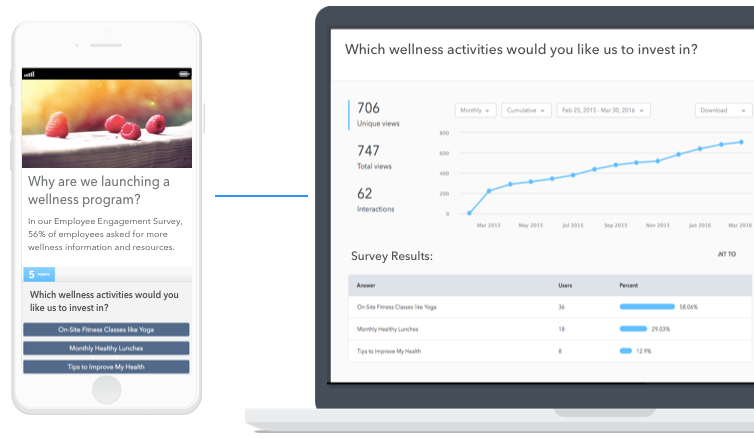 Why are we launching a
wellness program?
In our Employee Engagement Survey,
56% of employees asked for more
wellness information and resources.
5 POINTS
Which wellness activities would you
like us to invest in?
On-Site Fitness Classes like Yoga
Monthly Healthy Lunches
Tips to Improve My Health
Which wellness activities would you like us to invest in?
706
Unique views
747
Total views
62
Interactions
Monthly
Cumulative
Feb 25, 2015 - Mar 30, 2016
Download
800
600
400
200
0
Mar 2015 May 2015 Jul 2015 Sep 2015 Nov 2015 Jan 2016 Mar 2016
Survey Results:
NT TO
Answer Users Percent
On-Site Fitness Classes like Yoga 36 58.06%
Monthly Healthy Lunches 18 29.03%
Tips to Improve My Health 8 12.9%